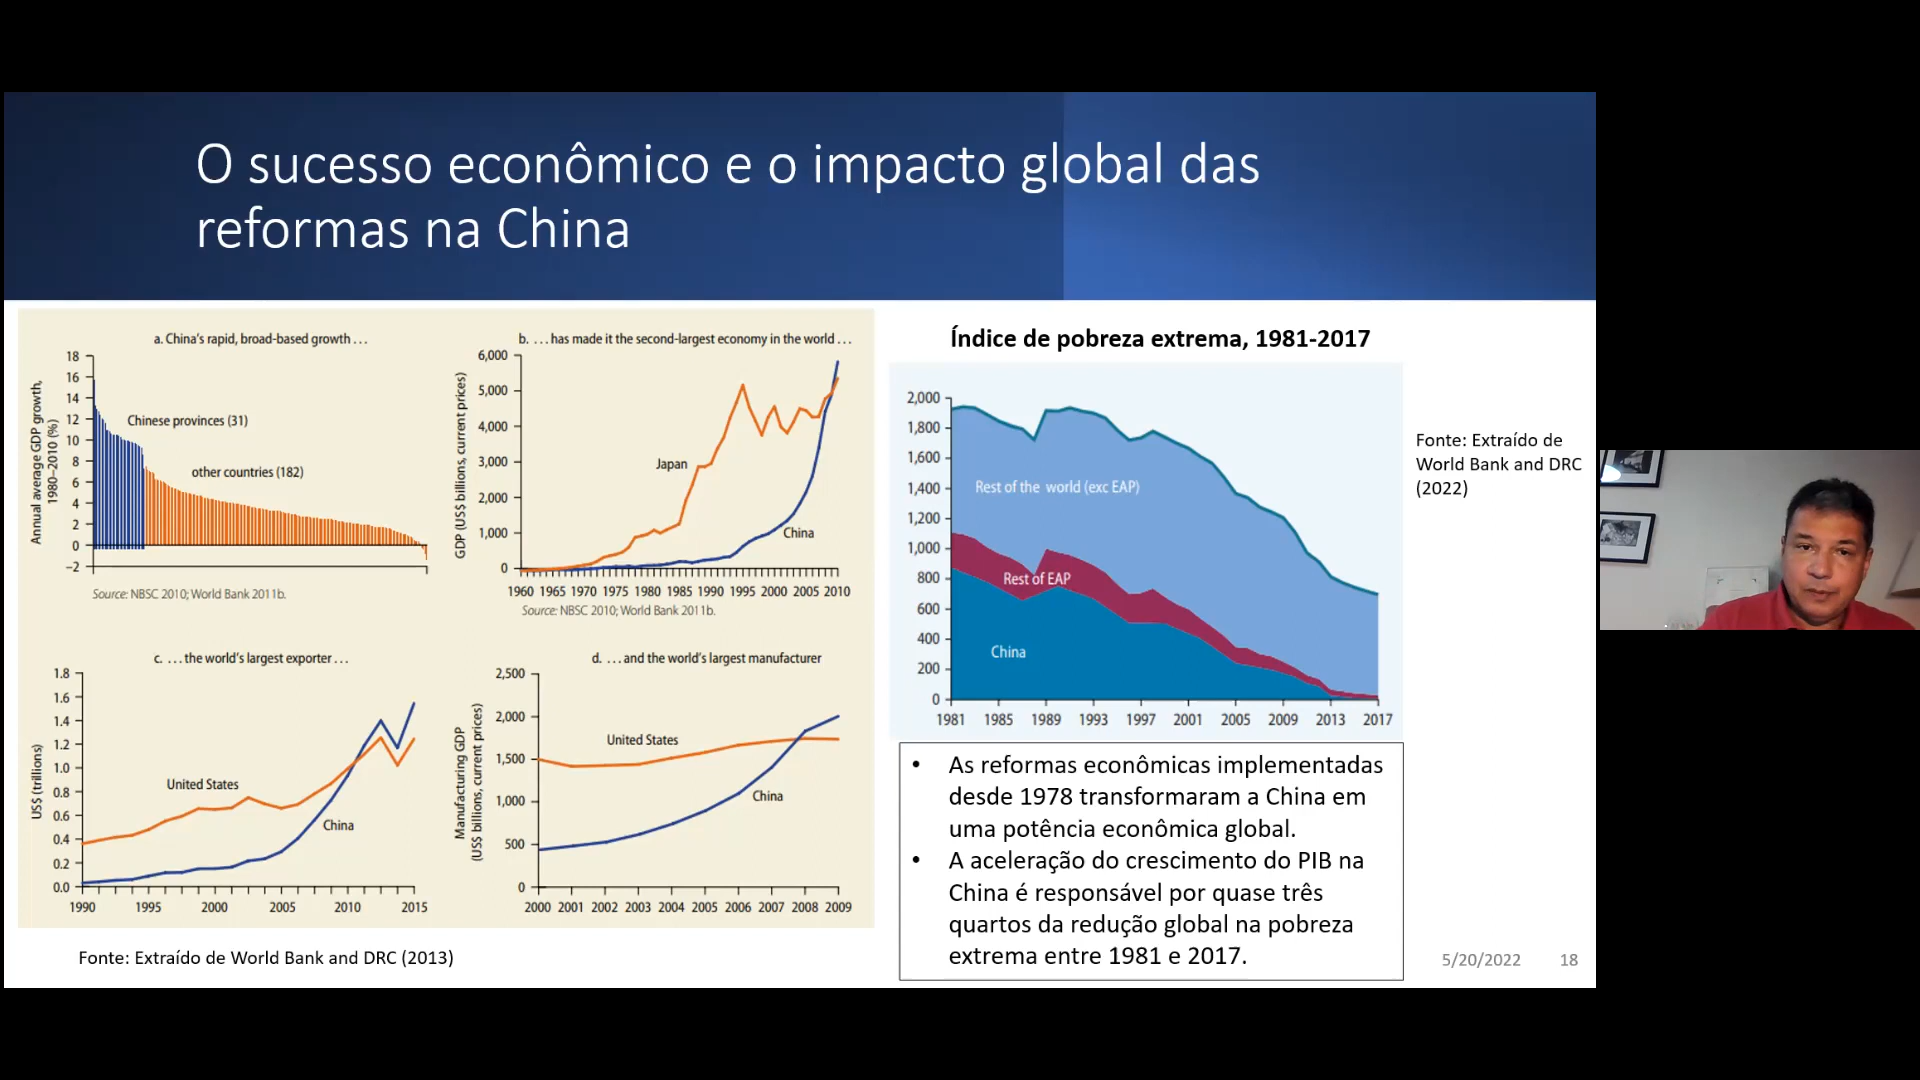 O sucesso econômico e o impacto global das
reformas na China
a. China's rapid, broad-based growth . . .
Annual average GDP growth,
1980–2010 (%)
18
16
14
12
10
8
6
4
2
0
–2
Chinese provinces (31)
other countries (182)
Source: NBSC 2010; World Bank 2011b.
b. . . . has made it the second-largest economy in the world . . .
GDP (US$ billions, current prices)
6,000
5,000
4,000
3,000
2,000
1,000
0
Japan
China
1960 1965 1970 1975 1980 1985 1990 1995 2000 2005 2010
Source: NBSC 2010; World Bank 2011b.
c. . . . the world's largest exporter . . .
US$ (trillions)
1.8
1.6
1.4
1.2
1.0
0.8
0.6
0.4
0.2
0.0
United States
China
1990 1995 2000 2005 2010 2015
d. . . . and the world's largest manufacturer
Manufacturing GDP
(US$ billions, current prices)
2,500
2,000
1,500
1,000
500
0
United States
China
2000 2001 2002 2003 2004 2005 2006 2007 2008 2009
Fonte: Extraído de World Bank and DRC (2013)
Índice de pobreza extrema, 1981-2017
2,000
1,800
1,600
1,400
1,200
1,000
800
600
400
200
0
Rest of the world (exc EAP)
Rest of EAP
China
1981 1985 1989 1993 1997 2001 2005 2009 2013 2017
Fonte: Extraído de
World Bank and DRC
(2022)
• As reformas econômicas implementadas
desde 1978 transformaram a China em
uma potência econômica global.
• A aceleração do crescimento do PIB na
China é responsável por quase três
quartos da redução global na pobreza
extrema entre 1981 e 2017.
5/20/2022 18